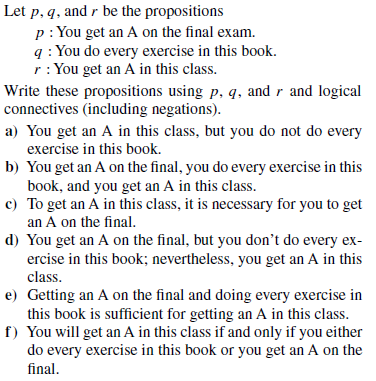 Let p, q, and r be the propositions
p : You get an A on the final exam.
q : You do every exercise in this book.
r : You get an A in this class.
Write these propositions using p, q, and r and logical
connectives (including negations).
a) You get an A in this class, but you do not do every
exercise in this book.
b) You get an A on the final, you do every exercise in this
book, and you get an A in this class.
c) To get an A in this class, it is necessary for you to get
an A on the final.
d) You get an A on the final, but you don't do every ex-
ercise in this book; nevertheless, you get an A in this
class.
e) Getting an A on the final and doing every exercise in
this book is sufficient for getting an A in this class.
f) You will get an A in this class if and only if you either
do every exercise in this book or you get an A on the
final.